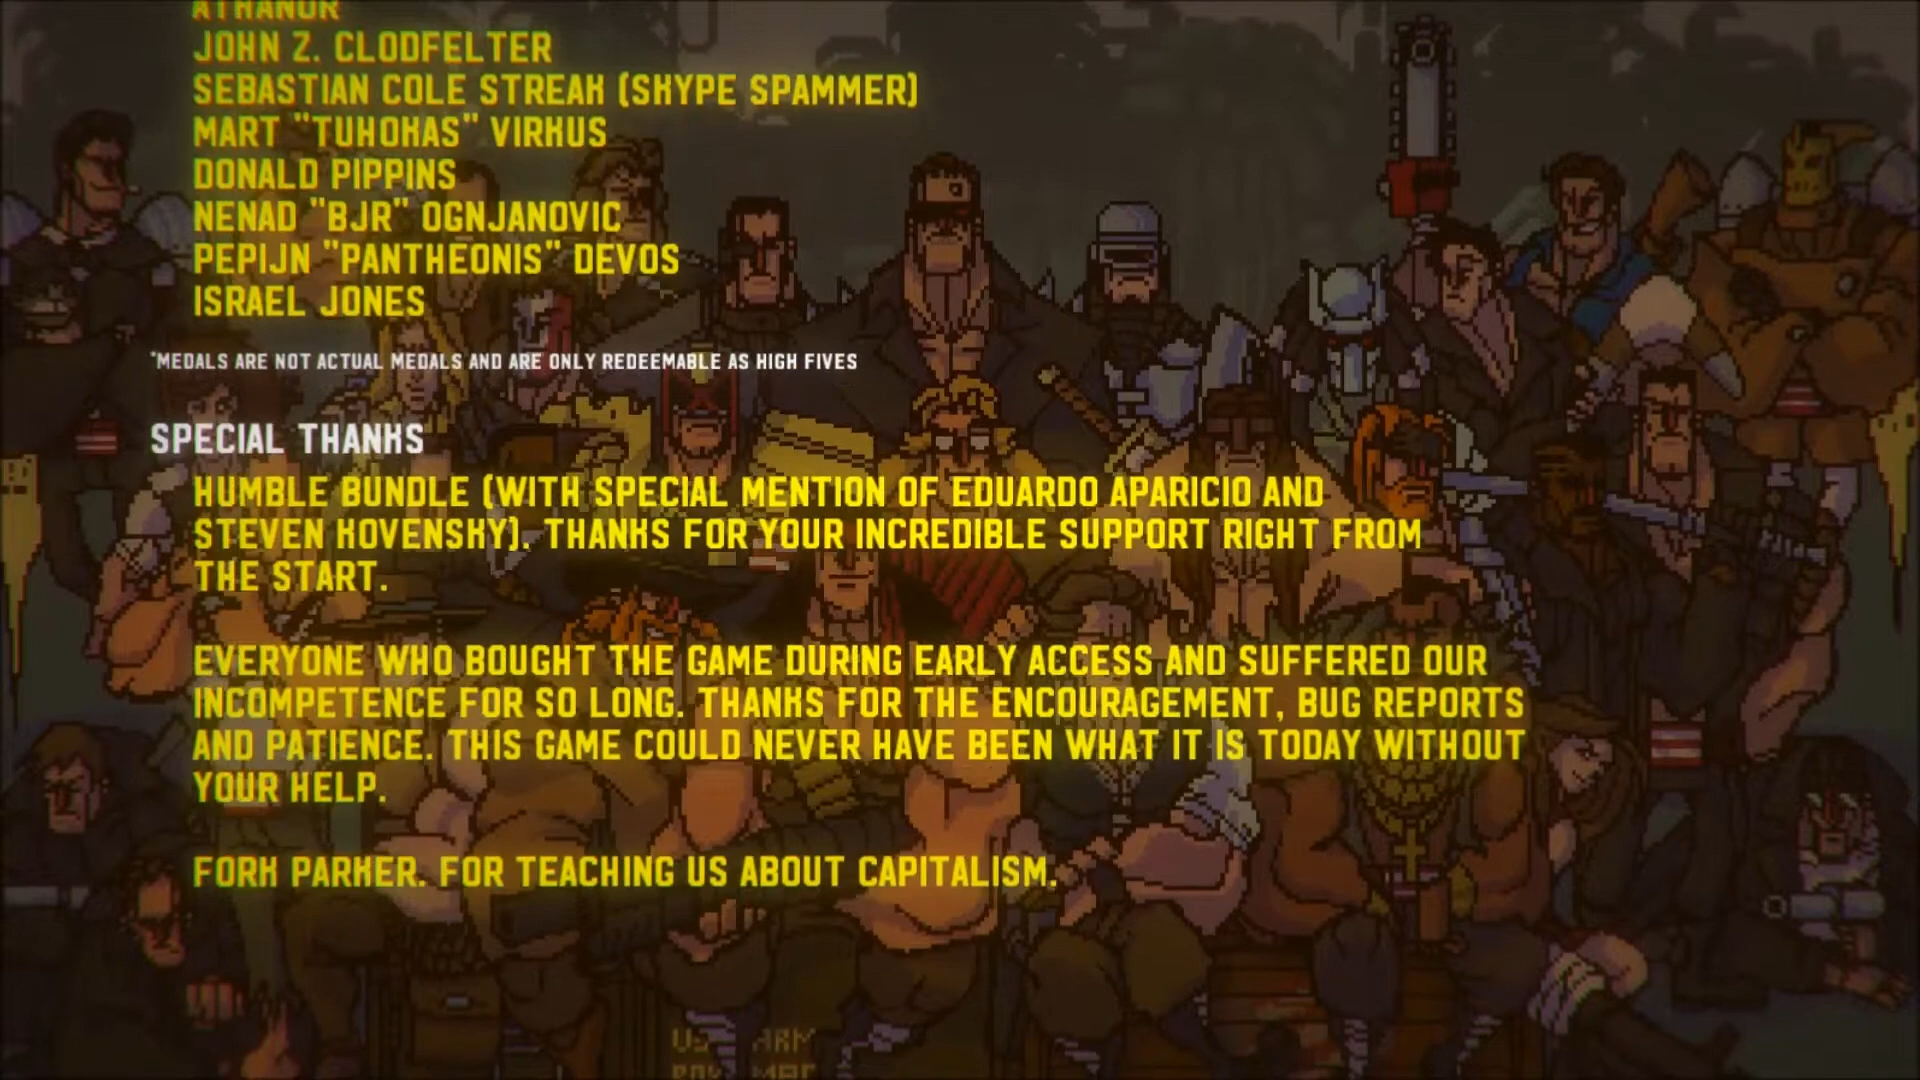 ATHANOR
JOHN Z. CLODFELTER
SEBASTIAN COLE STREAK (SKYPE SPAMMER)
MART "TUHOKAS" VIRKUS
DONALD PIPPINS
NENAD "BJR" OGNJANOVIC
PEPIJN "PANTHEONIS" DEVOS
ISRAEL JONES
*MEDALS ARE NOT ACTUAL MEDALS AND ARE ONLY REDEEMABLE AS HIGH FIVES
SPECIAL THANKS
HUMBLE BUNDLE (WITH SPECIAL MENTION OF EDUARDO APARICIO AND
STEVEN KOVENSKY). THANKS FOR YOUR INCREDIBLE SUPPORT RIGHT FROM
THE START.
EVERYONE WHO BOUGHT THE GAME DURING EARLY ACCESS AND SUFFERED OUR
INCOMPETENCE FOR SO LONG. THANKS FOR THE ENCOURAGEMENT, BUG REPORTS
AND PATIENCE. THIS GAME COULD NEVER HAVE BEEN WHAT IT IS TODAY WITHOUT
YOUR HELP.
FORK PARKER. FOR TEACHING US ABOUT CAPITALISM.